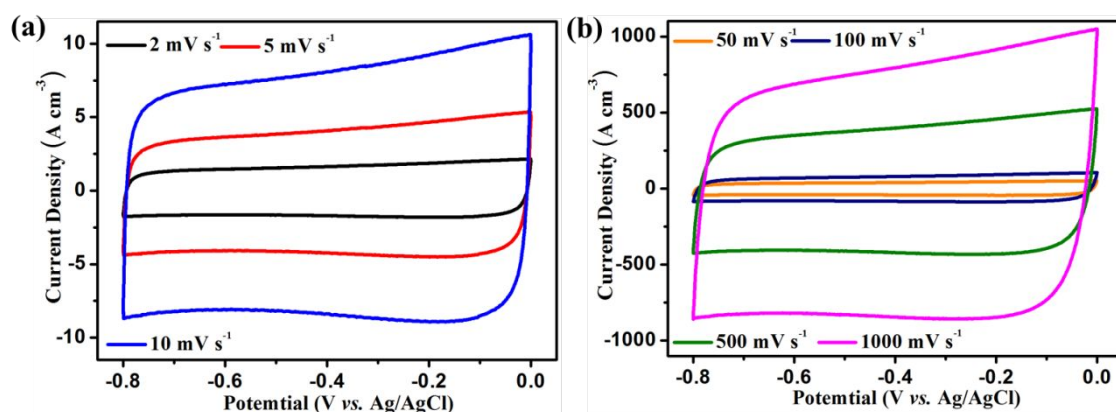 (a)
2 mV s⁻¹ 5 mV s⁻¹
10
5
0
-5
-10
Current Density (A cm⁻³)
10 mV s⁻¹
-0.8 -0.6 -0.4 -0.2 0.0
Potemtial (V vs. Ag/AgCl)
(b)
50 mV s⁻¹ 100 mV s⁻¹
1000
500
0
-500
-1000
Current Density (A cm⁻³)
500 mV s⁻¹ 1000 mV s⁻¹
-0.8 -0.6 -0.4 -0.2 0.0
Potemtial (V vs. Ag/AgCl)